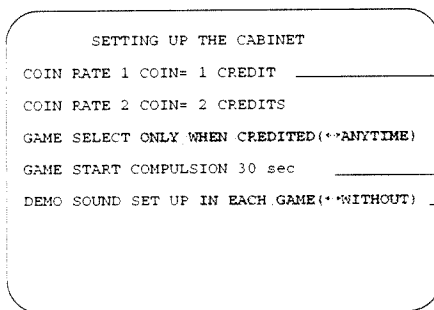 SETTING UP THE CABINET
COIN RATE 1 COIN= 1 CREDIT
COIN RATE 2 COIN= 2 CREDITS
GAME SELECT ONLY WHEN CREDITED(↔ANYTIME)
GAME START COMPULSION 30 sec
DEMO SOUND SET UP IN EACH GAME(↔WITHOUT)